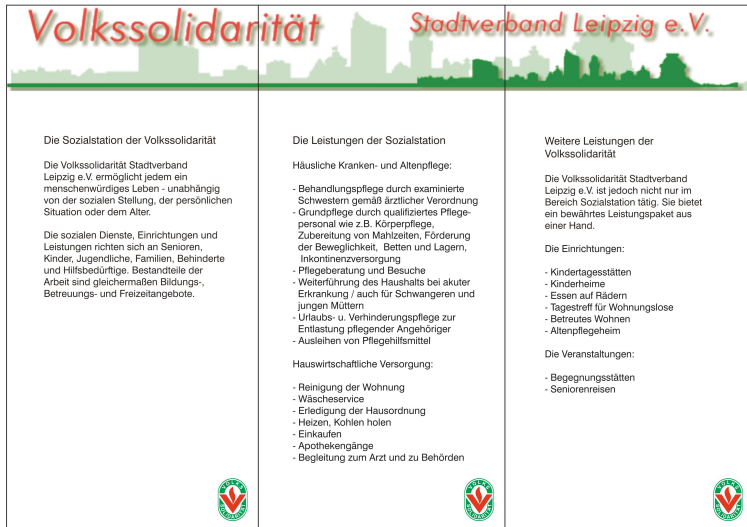 Volkssolidarität Stadtverband Leipzig e.V.
Die Sozialstation der Volkssolidarität
Die Volkssolidarität Stadtverband
Leipzig e.V. ermöglicht jedem ein
menschenwürdiges Leben - unabhängig
von der sozialen Stellung, der persönlichen
Situation oder dem Alter.
Die sozialen Dienste, Einrichtungen und
Leistungen richten sich an Senioren,
Kinder, Jugendliche, Familien, Behinderte
und Hilfsbedürftige. Bestandteile der
Arbeit sind gleichermaßen Bildungs-,
Betreuungs- und Freizeitangebote.
VOLKS
SOLIDARITÄT
Die Leistungen der Sozialstation
Häusliche Kranken- und Altenpflege:
- Behandlungspflege durch examinierte
Schwestern gemäß ärztlicher Verordnung
- Grundpflege durch qualifiziertes Pflege-
personal wie z.B. Körperpflege,
Zubereitung von Mahlzeiten, Förderung
der Beweglichkeit, Betten und Lagern,
Inkontinenzversorgung
- Pflegeberatung und Besuche
- Weiterführung des Haushalts bei akuter
Erkrankung / auch für Schwangeren und
jungen Müttern
- Urlaubs- u. Verhinderungspflege zur
Entlastung pflegender Angehöriger
- Ausleihen von Pflegehilfsmittel
Hauswirtschaftliche Versorgung:
- Reinigung der Wohnung
- Wäscheservice
- Erledigung der Hausordnung
- Heizen, Kohlen holen
- Einkaufen
- Apothekengänge
- Begleitung zum Arzt und zu Behörden
VOLKS
SOLIDARITÄT
Weitere Leistungen der
Volkssolidarität
Die Volkssolidarität Stadtverband
Leipzig e.V. ist jedoch nicht nur im
Bereich Sozialstation tätig. Sie bietet
ein bewährtes Leistungspaket aus
einer Hand.
Die Einrichtungen:
- Kindertagesstätten
- Kinderheime
- Essen auf Rädern
- Tagestreff für Wohnungslose
- Betreutes Wohnen
- Altenpflegeheim
Die Veranstaltungen:
- Begegnungsstätten
- Seniorenreisen
VOLKS
SOLIDARITÄT